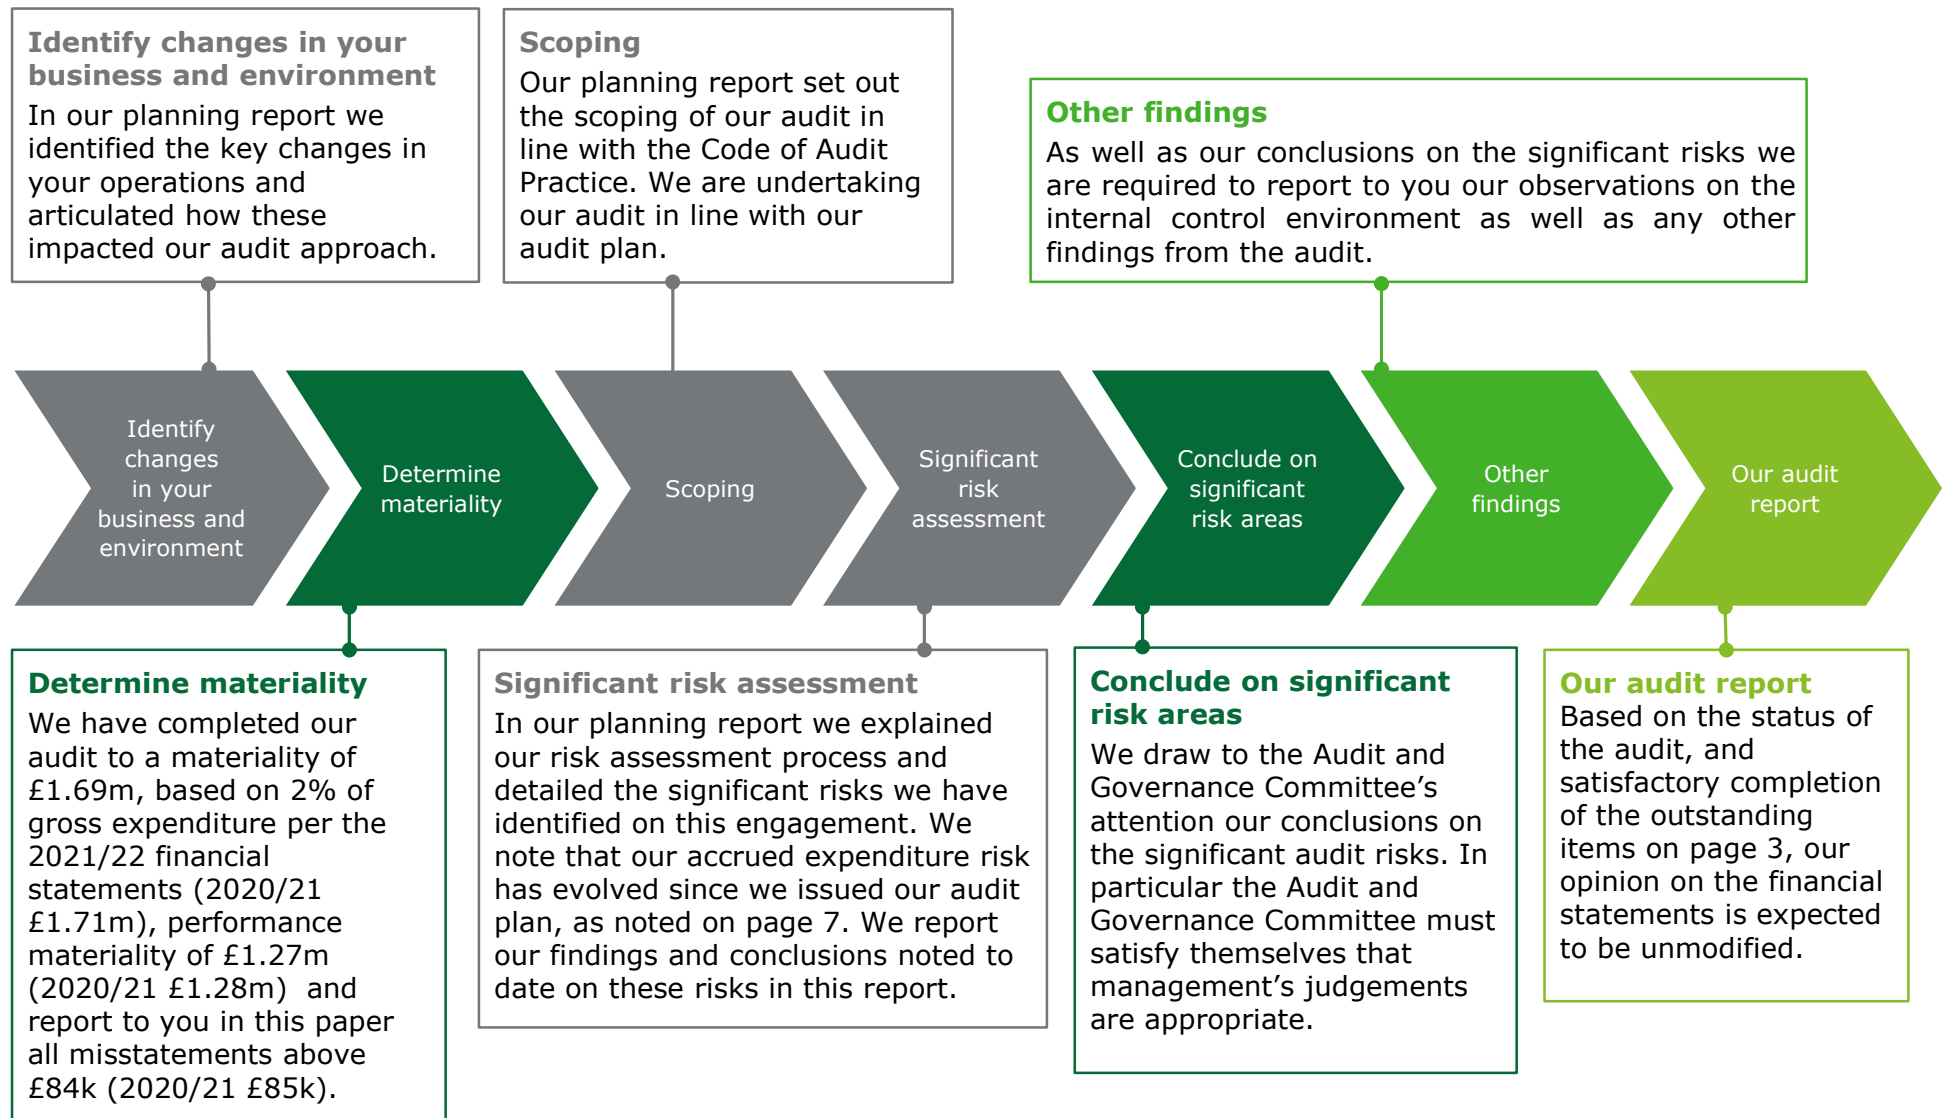 Identify changes in your
business and environment
In our planning report we
identified the key changes in
your operations and
articulated how these
impacted our audit approach.
Scoping
Our planning report set out
the scoping of our audit in
line with the Code of Audit
Practice. We are undertaking
our audit in line with our
audit plan.
Other findings
As well as our conclusions on the significant risks we
are required to report to you our observations on the
internal control environment as well as any other
findings from the audit.
Identify
changes
in your
business and
environment
Determine
materiality
Scoping
Significant
risk
assessment
Conclude on
significant
risk areas
Other
findings
Our audit
report
Determine materiality
We have completed our
audit to a materiality of
£1.69m, based on 2% of
gross expenditure per the
2021/22 financial
statements (2020/21
£1.71m), performance
materiality of £1.27m
(2020/21 £1.28m) and
report to you in this paper
all misstatements above
£84k (2020/21 £85k).
Significant risk assessment
In our planning report we explained
our risk assessment process and
detailed the significant risks we have
identified on this engagement. We
note that our accrued expenditure risk
has evolved since we issued our audit
plan, as noted on page 7. We report
our findings and conclusions noted to
date on these risks in this report.
Conclude on significant
risk areas
We draw to the Audit and
Governance Committee’s
attention our conclusions on
the significant audit risks. In
particular the Audit and
Governance Committee must
satisfy themselves that
management’s judgements
are appropriate.
Our audit report
Based on the status of
the audit, and
satisfactory completion
of the outstanding
items on page 3, our
opinion on the financial
statements is expected
to be unmodified.